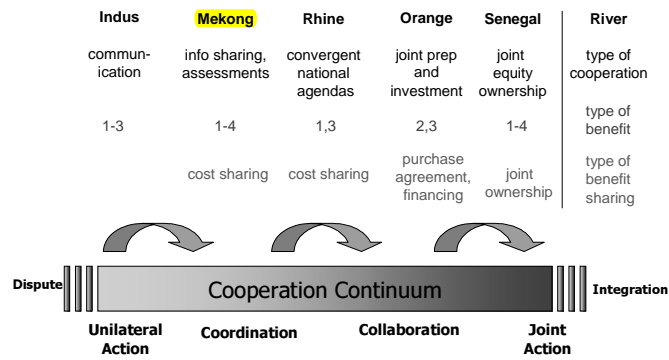 Indus Mekong Rhine Orange Senegal River
commun- info sharing, convergent joint prep joint type of
ication assessments national and equity cooperation
agendas investment ownership
1-3 1-4 1,3 2,3 1-4 type of
benefit
cost sharing cost sharing purchase
agreement, joint type of
financing ownership benefit
sharing
Dispute Cooperation Continuum Integration
Unilateral Coordination Collaboration Joint
Action Action